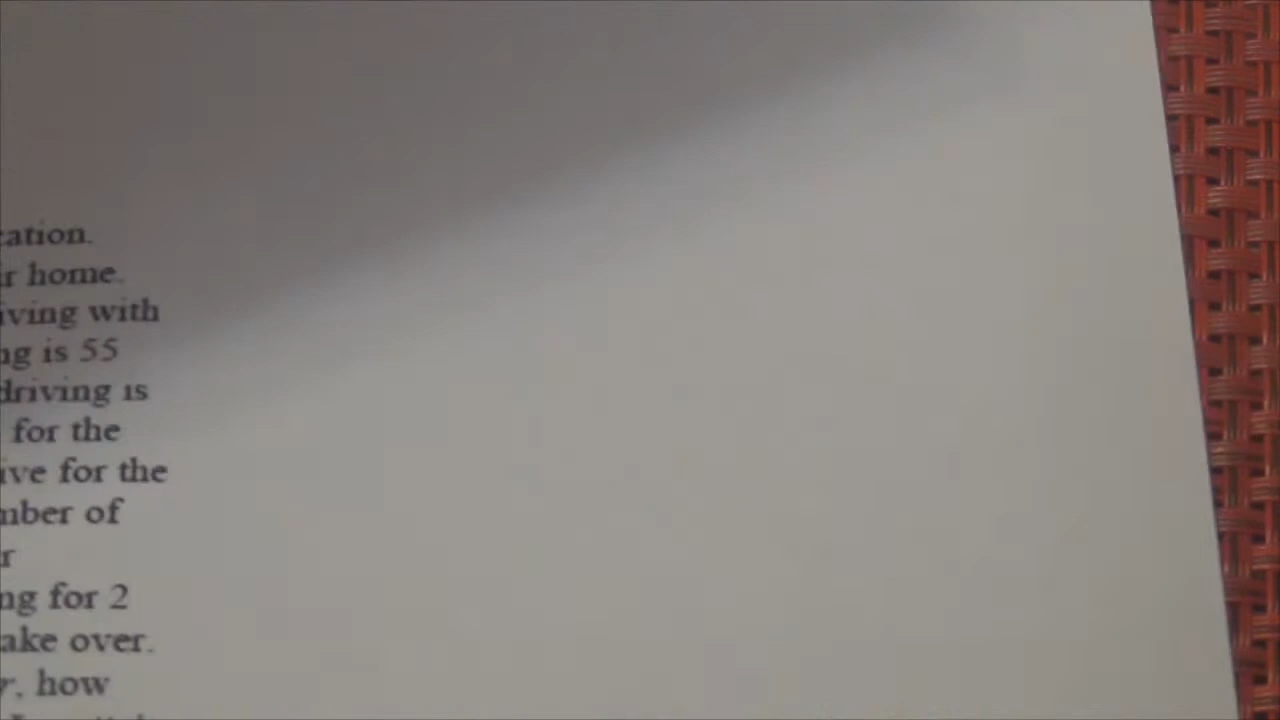 cation.
ir home.
iving with
ng is 55
driving is
for the
ive for the
mber of
r
ng for 2
ake over.
r, how